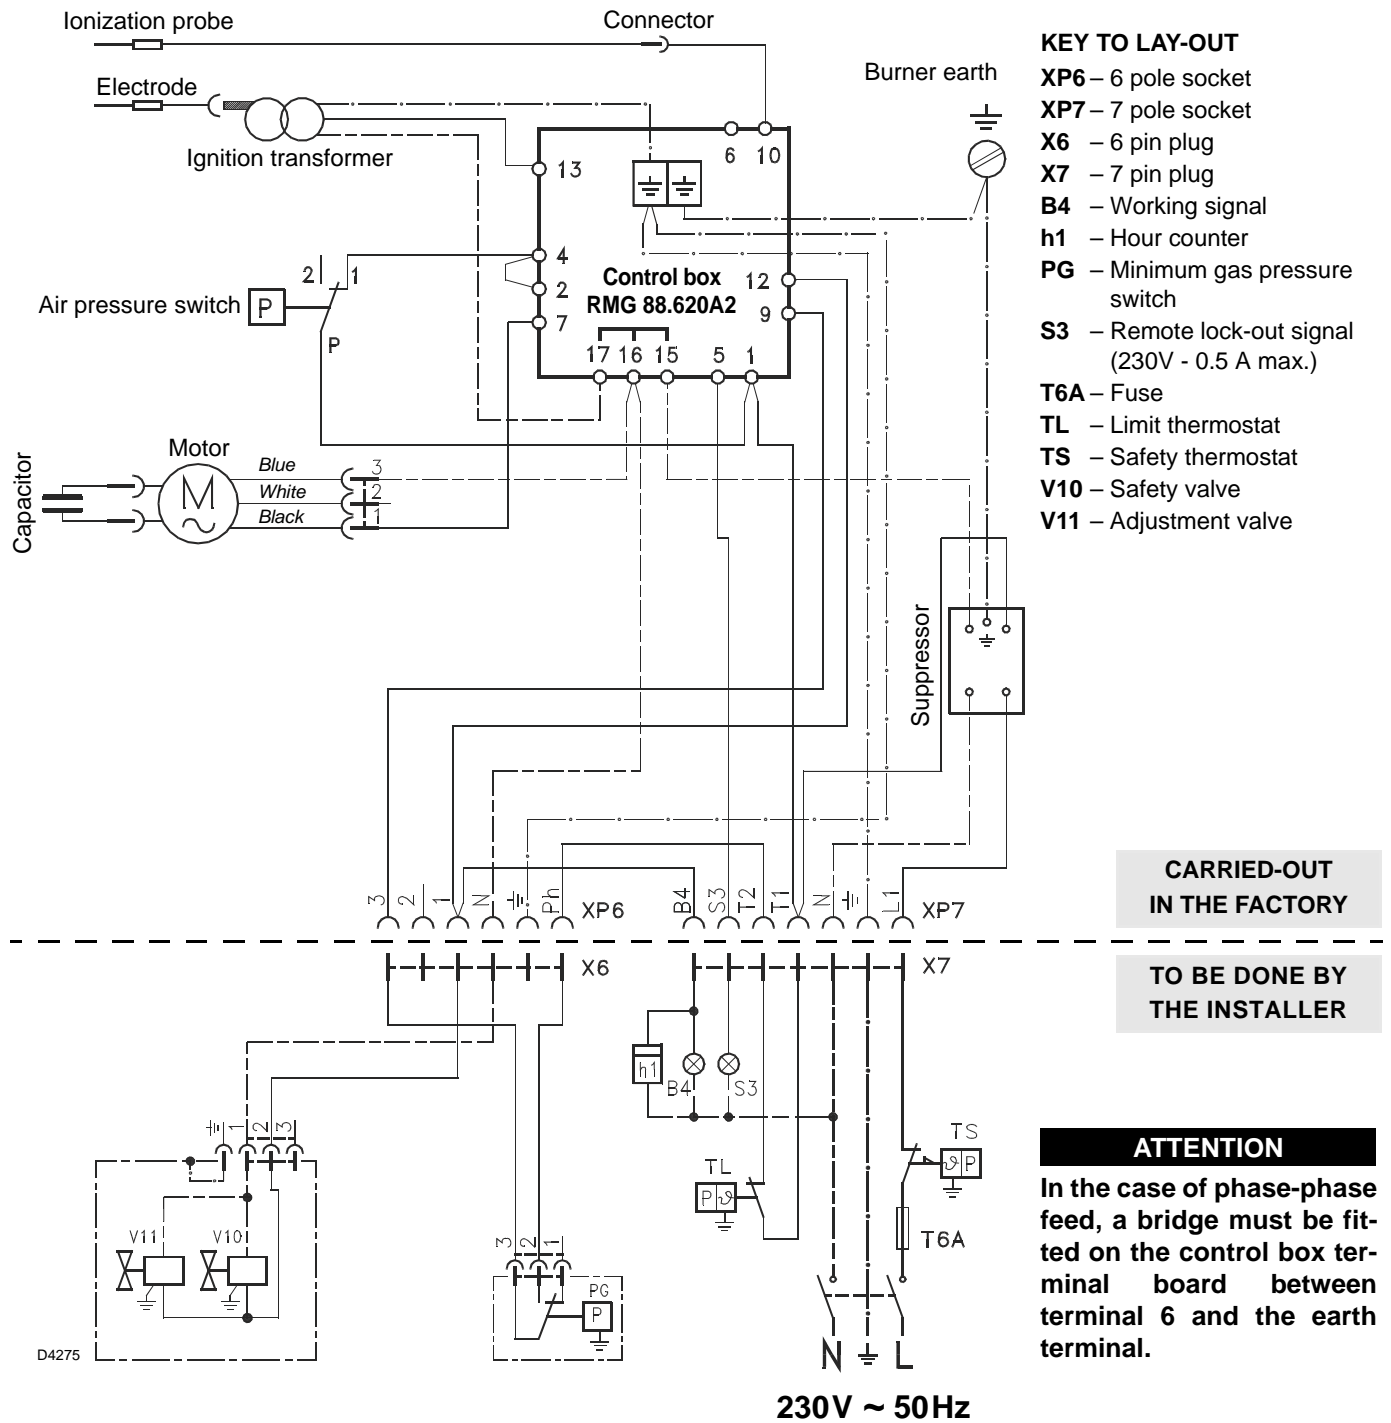 Ionization probe
Connector
Electrode
Ignition transformer
Burner earth
KEY TO LAY-OUT
XP6 – 6 pole socket
XP7 – 7 pole socket
X6 – 6 pin plug
X7 – 7 pin plug
B4 – Working signal
h1 – Hour counter
PG – Minimum gas pressure
switch
S3 – Remote lock-out signal
(230V - 0.5 A max.)
T6A – Fuse
TL – Limit thermostat
TS – Safety thermostat
V10 – Safety valve
V11 – Adjustment valve
6 10
13
4
2
7
12
9
Control box
RMG 88.620A2
17 16 15 5 1
2 1
Air pressure switch P
P
Motor
M
Capacitor
Blue 3
White 2
Black 1
Suppressor
3 2 1 N Ph XP6
B4 S3 T2 T1 N L1 XP7
CARRIED-OUT
IN THE FACTORY
X6
X7
TO BE DONE BY
THE INSTALLER
h1
B4
S3
1 2 3
V11
V10
3 2 1
PG
P
TL
P ϑ
TS
ϑ P
T6A
N L
230V ~ 50Hz
D4275
ATTENTION
In the case of phase-phase
feed, a bridge must be fit-
ted on the control box ter-
minal board between
terminal 6 and the earth
terminal.